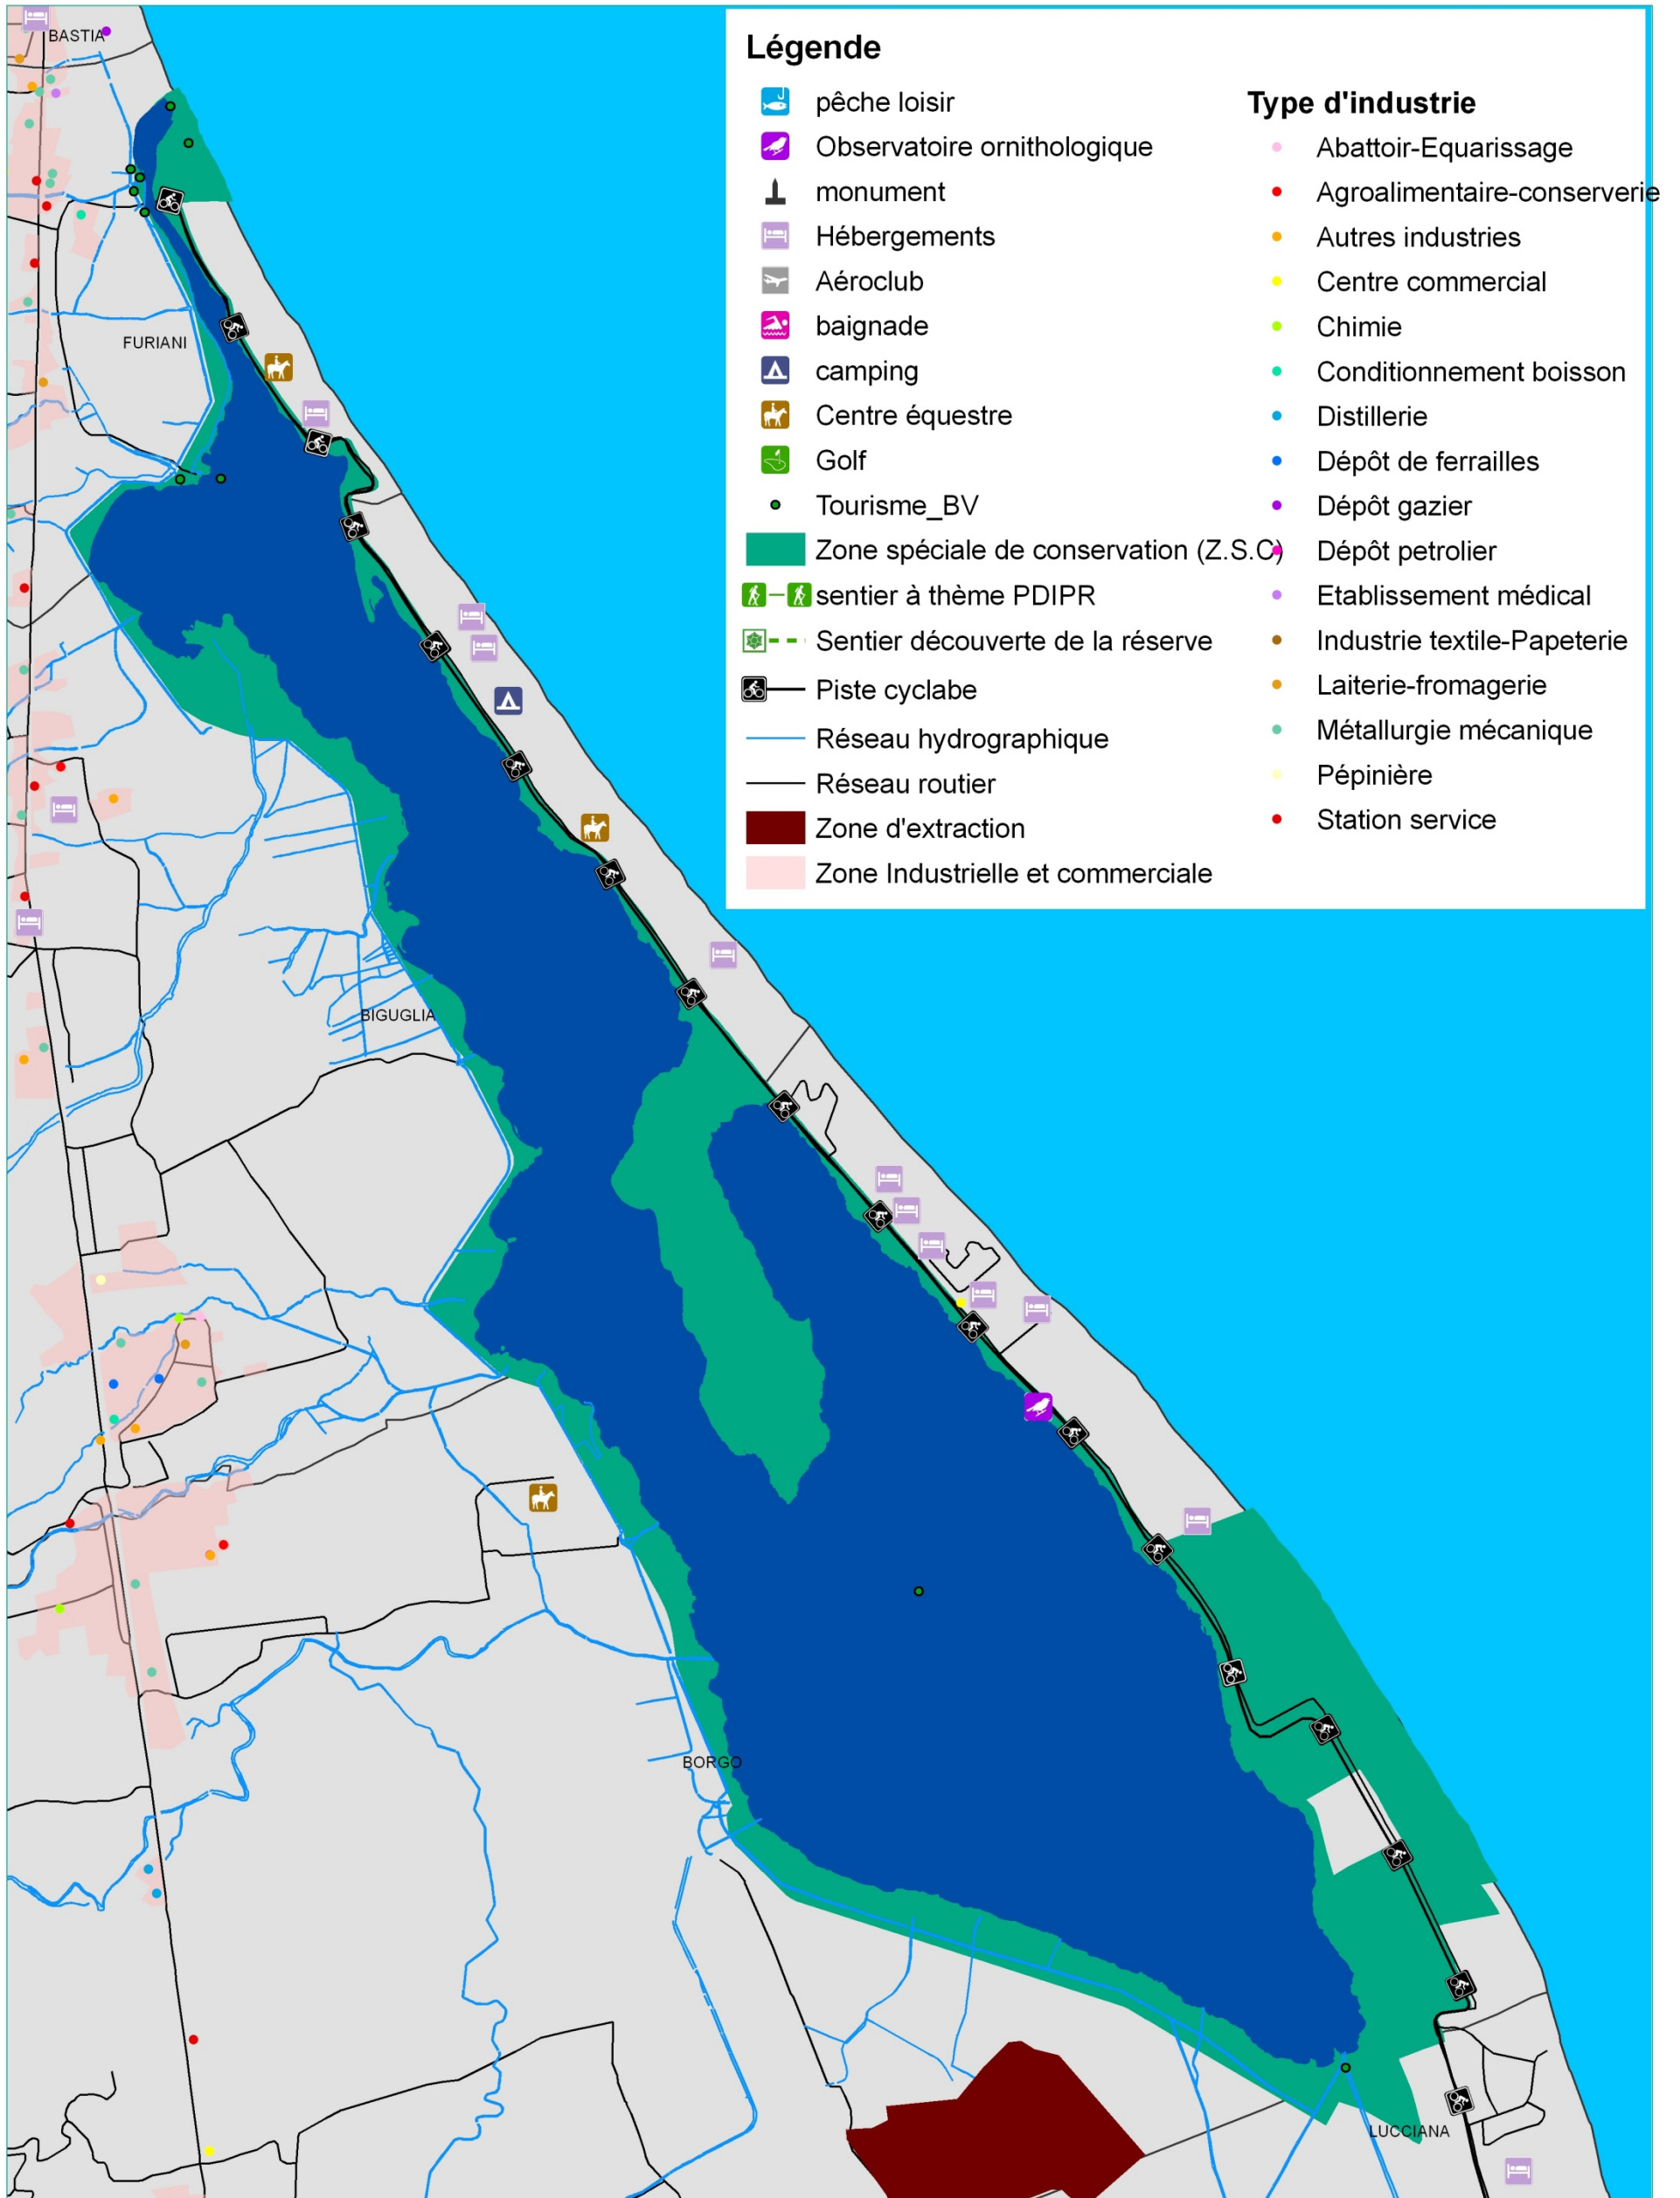 Légende
pêche loisir
Observatoire ornithologique
monument
Hébergements
Aéroclub
baignade
camping
Centre équestre
Golf
Tourisme_BV
Zone spéciale de conservation (Z.S.C)
sentier à thème PDIPR
Sentier découverte de la réserve
Piste cyclabe
Réseau hydrographique
Réseau routier
Zone d'extraction
Zone Industrielle et commerciale
Type d'industrie
Abattoir-Equarissage
Agroalimentaire-conserverie
Autres industries
Centre commercial
Chimie
Conditionnement boisson
Distillerie
Dépôt de ferrailles
Dépôt gazier
Dépôt petrolier
Etablissement médical
Industrie textile-Papeterie
Laiterie-fromagerie
Métallurgie mécanique
Pépinière
Station service
BASTIA
FURIANI
BIGUGLIA
BORGO
LUCCIANA